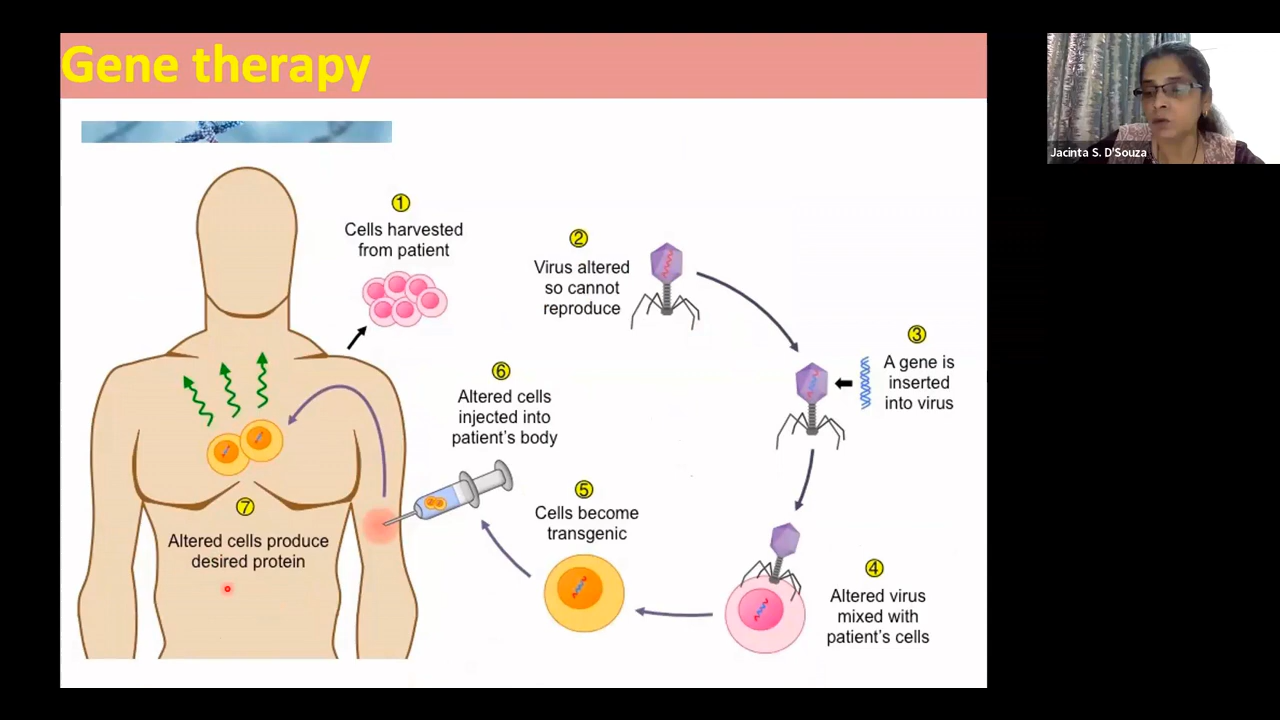 Gene therapy
Jacinta S. D'Souza
①
Cells harvested
from patient
②
Virus altered
so cannot
reproduce
③
A gene is
inserted
into virus
④
Altered virus
mixed with
patient's cells
⑤
Cells become
transgenic
⑥
Altered cells
injected into
patient's body
⑦
Altered cells produce
desired protein